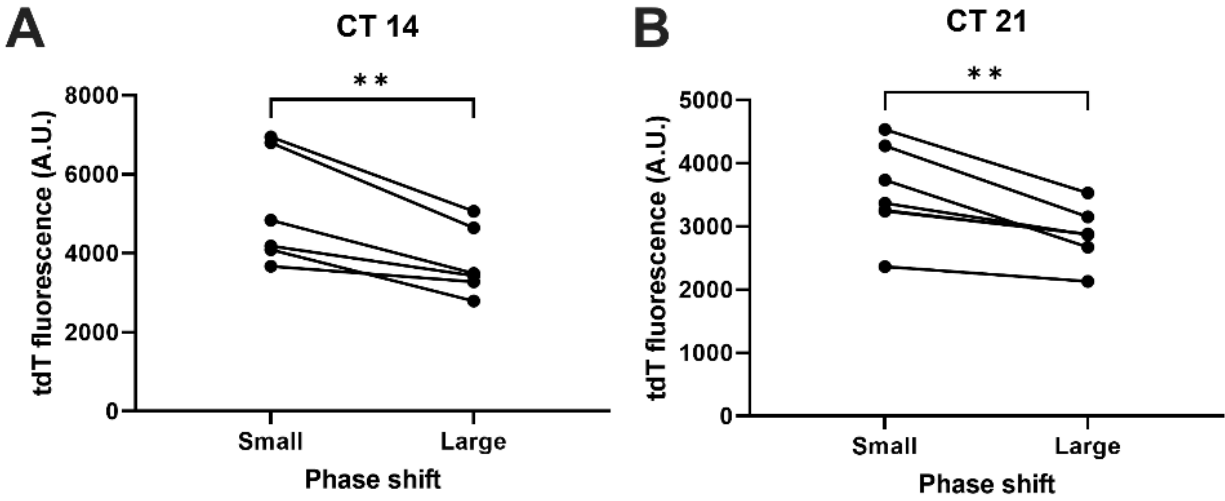 A
CT 14
**
tdT fluorescence (A.U.)
8000
6000
4000
2000
0
Small Large
Phase shift
B
CT 21
**
tdT fluorescence (A.U.)
5000
4000
3000
2000
1000
0
Small Large
Phase shift